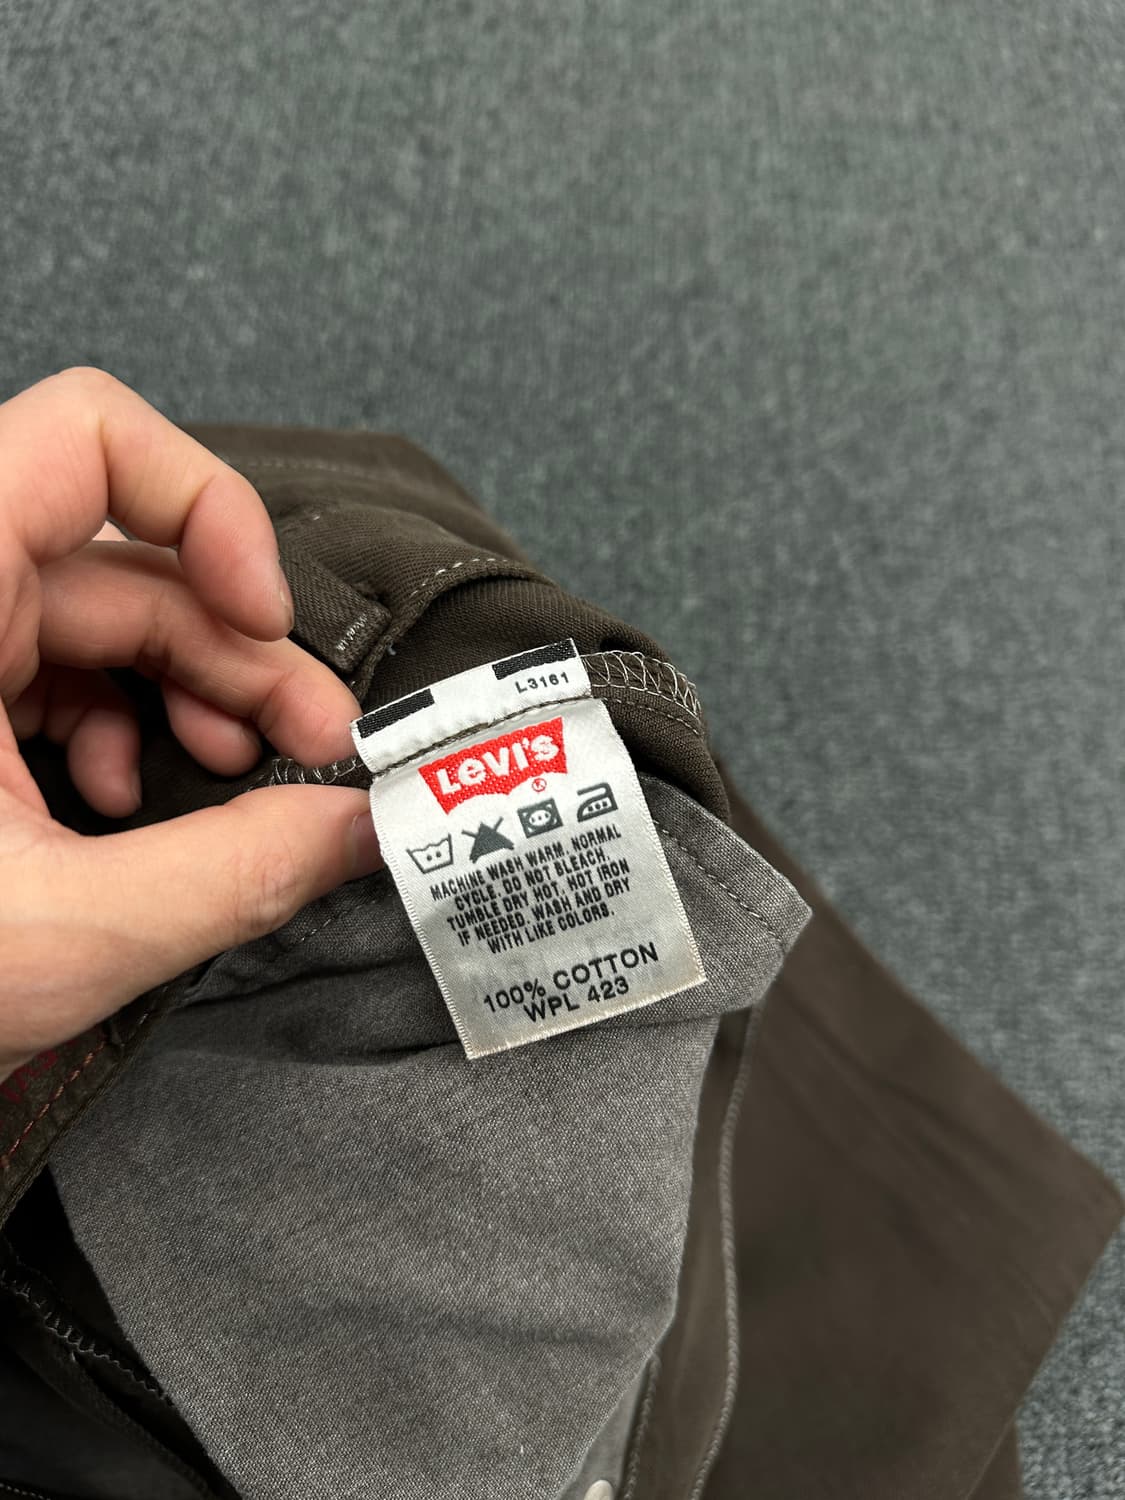 L3161
LEVI'S
®
MACHINE WASH WARM, NORMAL
CYCLE. DO NOT BLEACH.
TUMBLE DRY HOT. HOT IRON
IF NEEDED. WASH AND DRY
WITH LIKE COLORS.
100% COTTON
WPL 423